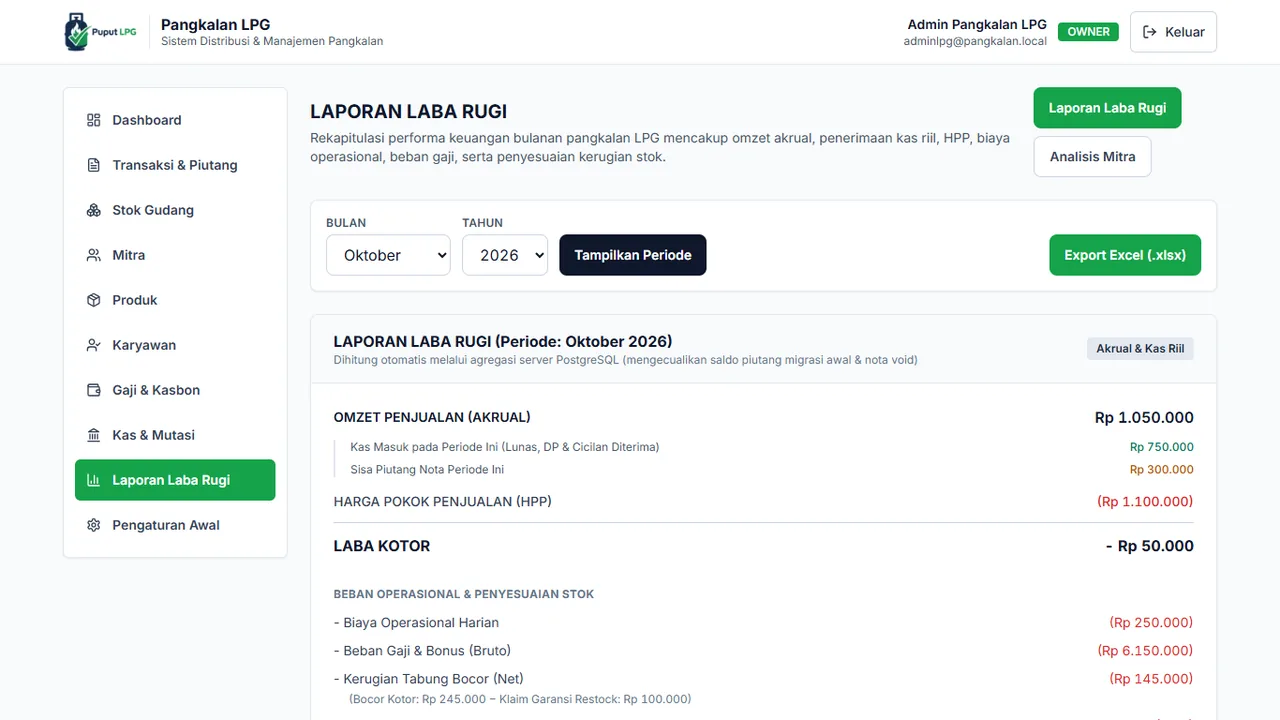 Puput LPG
Pangkalan LPG
Sistem Distribusi & Manajemen Pangkalan
Admin Pangkalan LPG
adminlpg@pangkalan.local
OWNER
Keluar
Dashboard
Transaksi & Piutang
Stok Gudang
Mitra
Produk
Karyawan
Gaji & Kasbon
Kas & Mutasi
Laporan Laba Rugi
Pengaturan Awal
LAPORAN LABA RUGI
Rekapitulasi performa keuangan bulanan pangkalan LPG mencakup omzet akrual, penerimaan kas riil, HPP, biaya
operasional, beban gaji, serta penyesuaian kerugian stok.
Laporan Laba Rugi
Analisis Mitra
BULAN
TAHUN
Oktober
2026
Tampilkan Periode
Export Excel (.xlsx)
LAPORAN LABA RUGI (Periode: Oktober 2026)
Dihitung otomatis melalui agregasi server PostgreSQL (mengecualikan saldo piutang migrasi awal & nota void)
Akrual & Kas Riil
OMZET PENJUALAN (AKRUAL) Rp 1.050.000
Kas Masuk pada Periode Ini (Lunas, DP & Cicilan Diterima) Rp 750.000
Sisa Piutang Nota Periode Ini Rp 300.000
HARGA POKOK PENJUALAN (HPP) (Rp 1.100.000)
LABA KOTOR - Rp 50.000
BEBAN OPERASIONAL & PENYESUAIAN STOK
- Biaya Operasional Harian (Rp 250.000)
- Beban Gaji & Bonus (Bruto) (Rp 6.150.000)
- Kerugian Tabung Bocor (Net) (Rp 145.000)
(Bocor Kotor: Rp 245.000 − Klaim Garansi Restock: Rp 100.000)